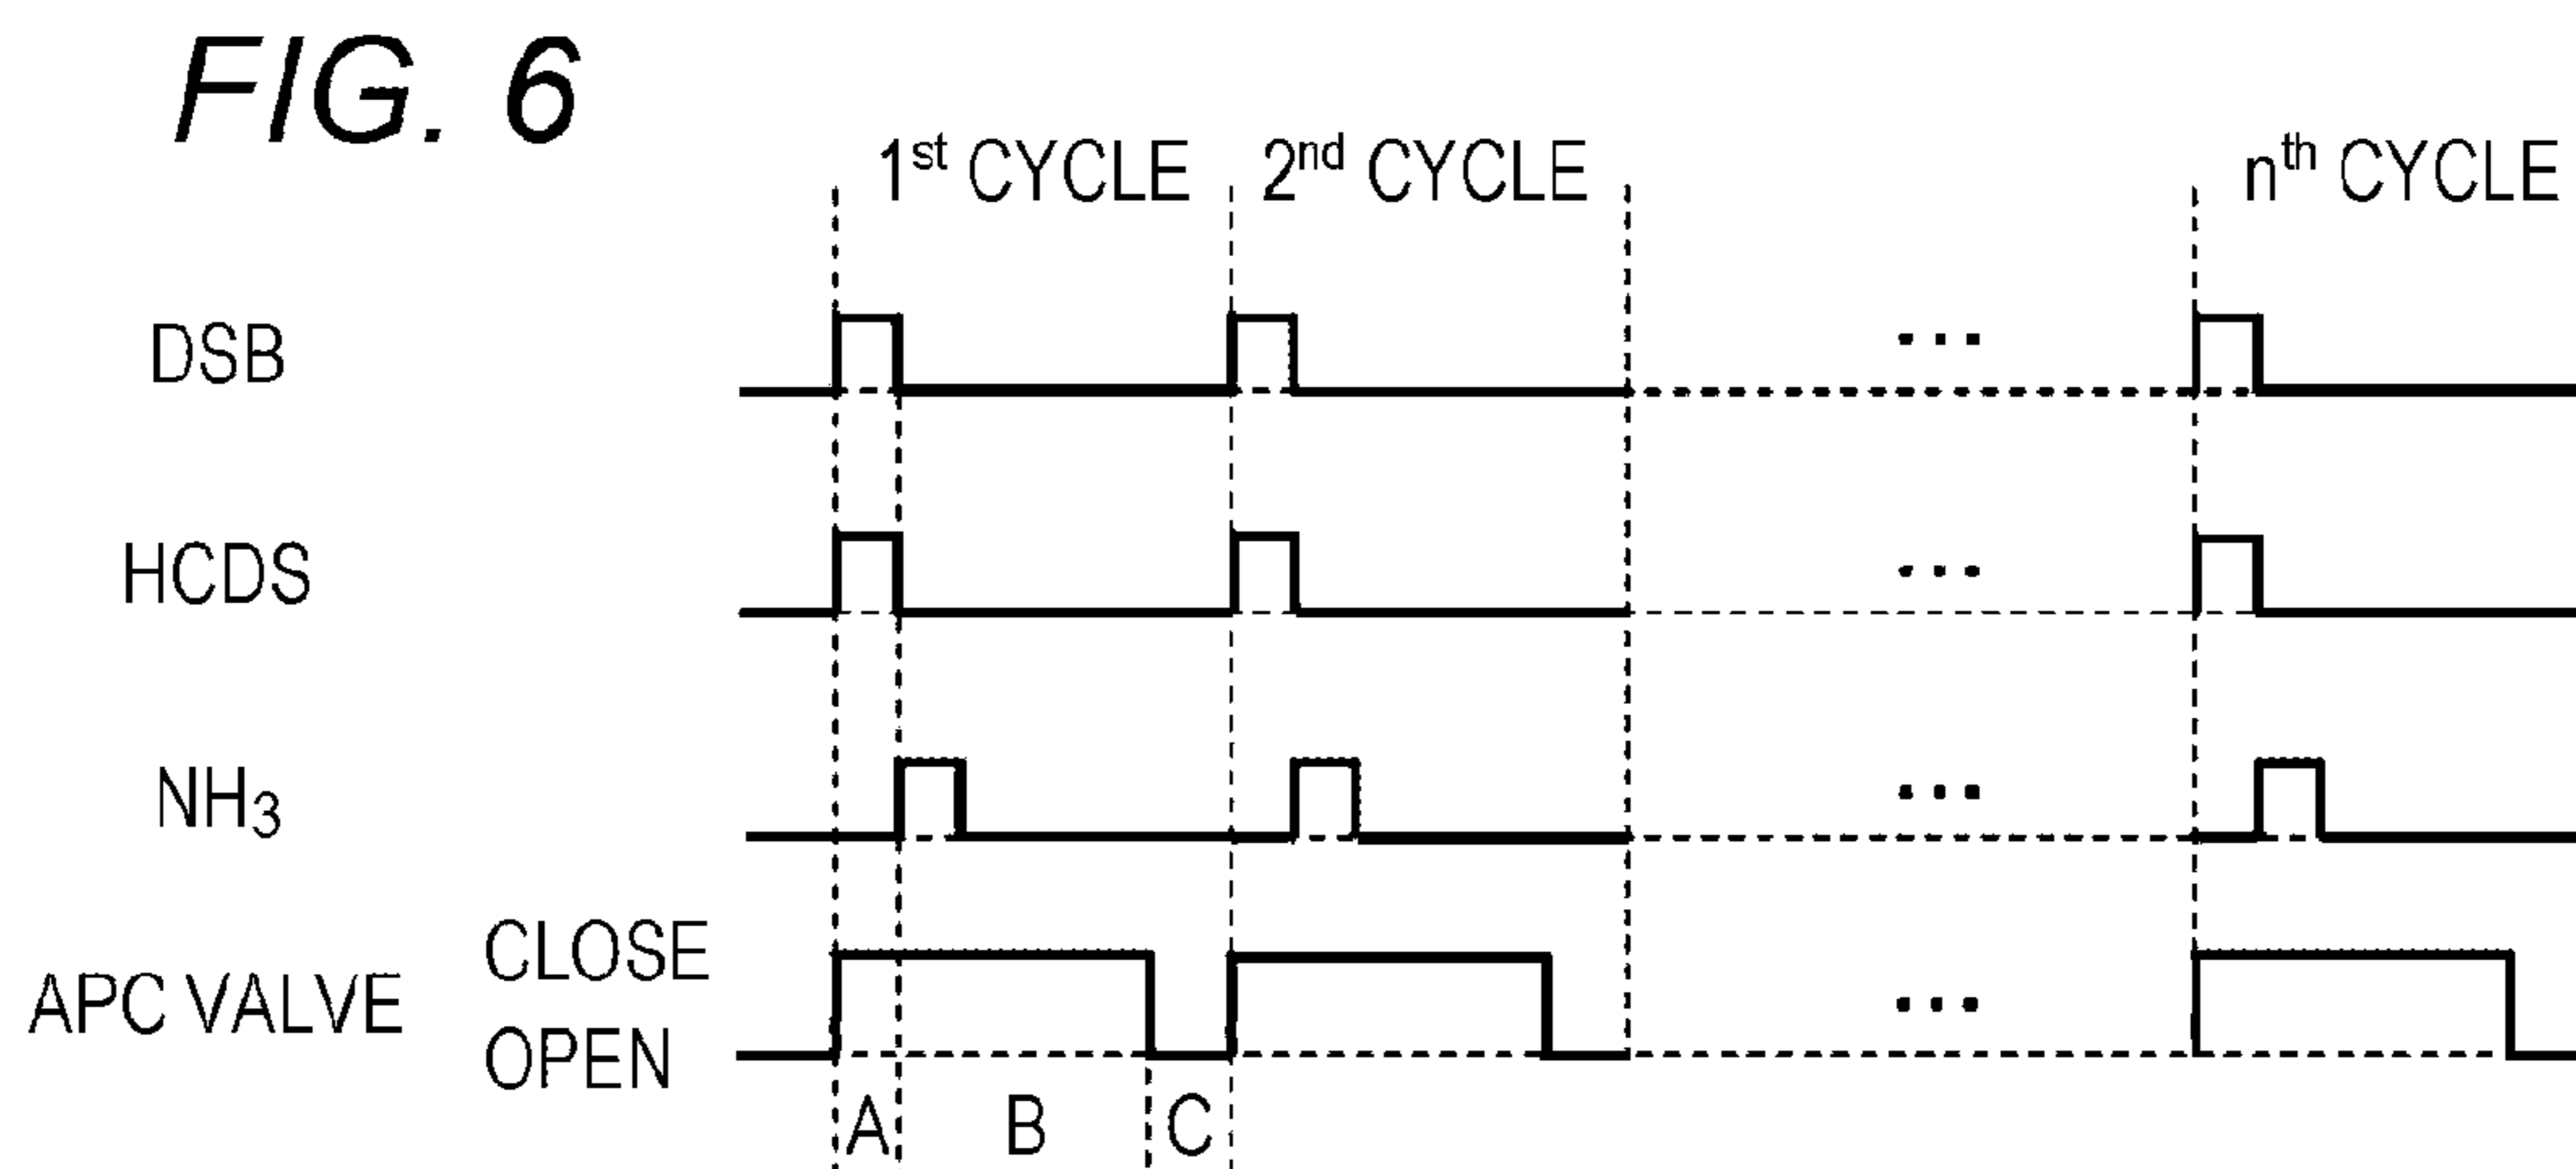 FIG. 6
1st CYCLE 2nd CYCLE nth CYCLE
DSB
...
HCDS
...
NH3
...
APC VALVE
CLOSE
OPEN
...
A B C